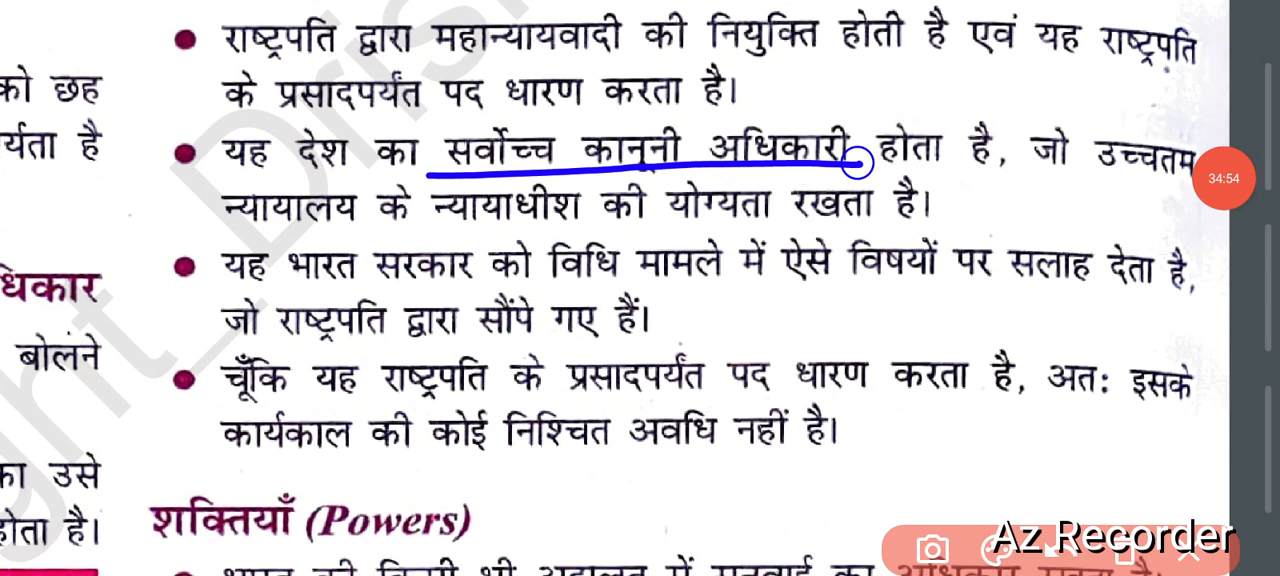 ● राष्ट्रपति द्वारा महान्यायवादी की नियुक्ति होती है एवं यह राष्ट्रपति
को छह
के प्रसादपर्यंत पद धारण करता है।
र्यता है
● यह देश का सर्वोच्च कानूनी अधिकारी होता है, जो उच्चतम
34:54
न्यायालय के न्यायाधीश की योग्यता रखता है।
● यह भारत सरकार को विधि मामले में ऐसे विषयों पर सलाह देता है,
धिकार
जो राष्ट्रपति द्वारा सौंपे गए हैं।
बोलने
● चूँकि यह राष्ट्रपति के प्रसादपर्यंत पद धारण करता है, अतः इसके
कार्यकाल की कोई निश्चित अवधि नहीं है।
का उसे
शक्तियाँ (Powers)
होता है।
Az Recorder